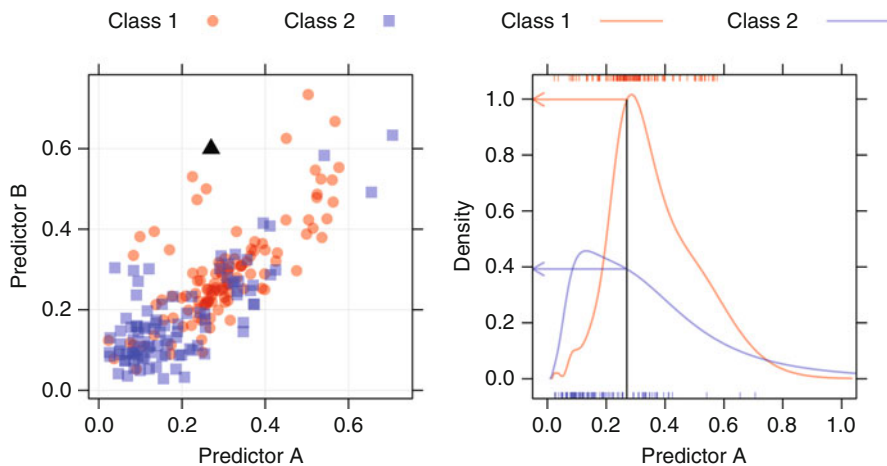 Class 1
Class 2
Class 1
Class 2
Predictor B
0.6
0.4
0.2
0.0
0.0 0.2 0.4 0.6
Predictor A
Density
1.0
0.8
0.6
0.4
0.2
0.0
0.0 0.2 0.4 0.6 0.8 1.0
Predictor A